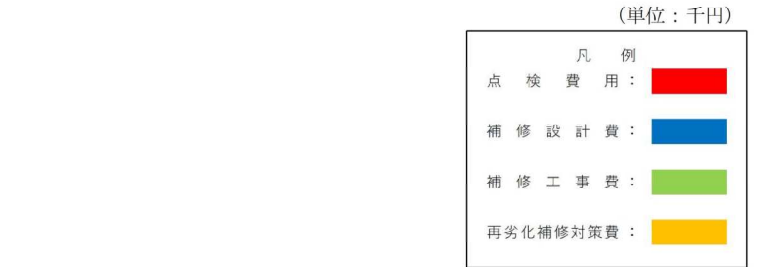 （単位：千円）
凡　例
点　検　費　用：
補　修　設　計　費：
補　修　工　事　費：
再劣化補修対策費：